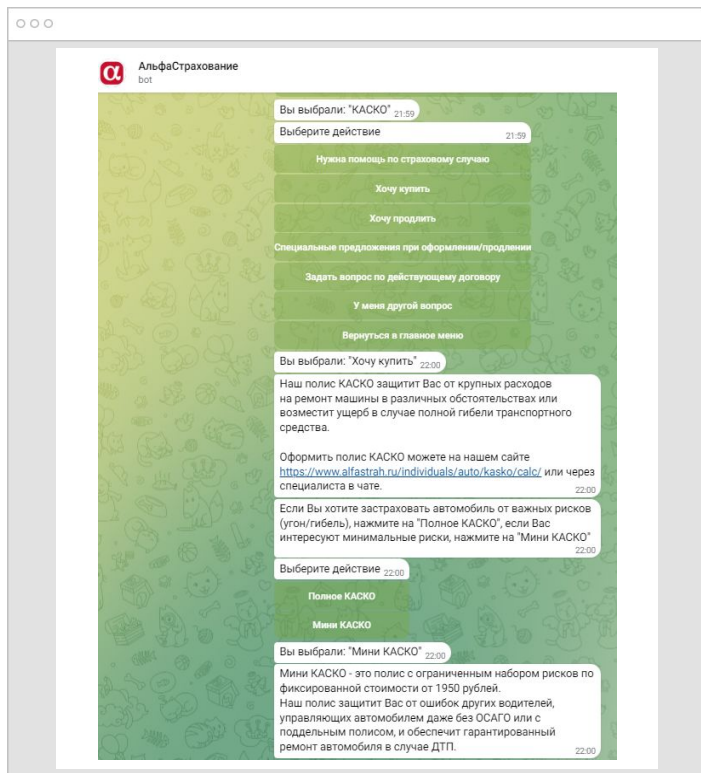 АльфаСтрахование
bot
Вы выбрали: "КАСКО" 21:59
Выберите действие 21:59
Нужна помощь по страховому случаю
Хочу купить
Хочу продлить
Специальные предложения при оформлении/продлении
Задать вопрос по действующему договору
У меня другой вопрос
Вернуться в главное меню
Вы выбрали: "Хочу купить" 22:00
Наш полис КАСКО защитит Вас от крупных расходов
на ремонт машины в различных обстоятельствах или
возместит ущерб в случае полной гибели транспортного
средства.
Оформить полис КАСКО можете на нашем сайте
https://www.alfastrah.ru/individuals/auto/kasko/calc/ или через
специалиста в чате. 22:00
Если Вы хотите застраховать автомобиль от важных рисков
(угон/гибель), нажмите на "Полное КАСКО", если Вас
интересуют минимальные риски, нажмите на "Мини КАСКО"
22:00
Выберите действие 22:00
Полное КАСКО
Мини КАСКО
Вы выбрали: "Мини КАСКО" 22:00
Мини КАСКО - это полис с ограниченным набором рисков по
фиксированной стоимости от 1950 рублей.
Наш полис защитит Вас от ошибок других водителей,
управляющих автомобилем даже без ОСАГО или с
поддельным полисом, и обеспечит гарантированный
ремонт автомобиля в случае ДТП. 22:00